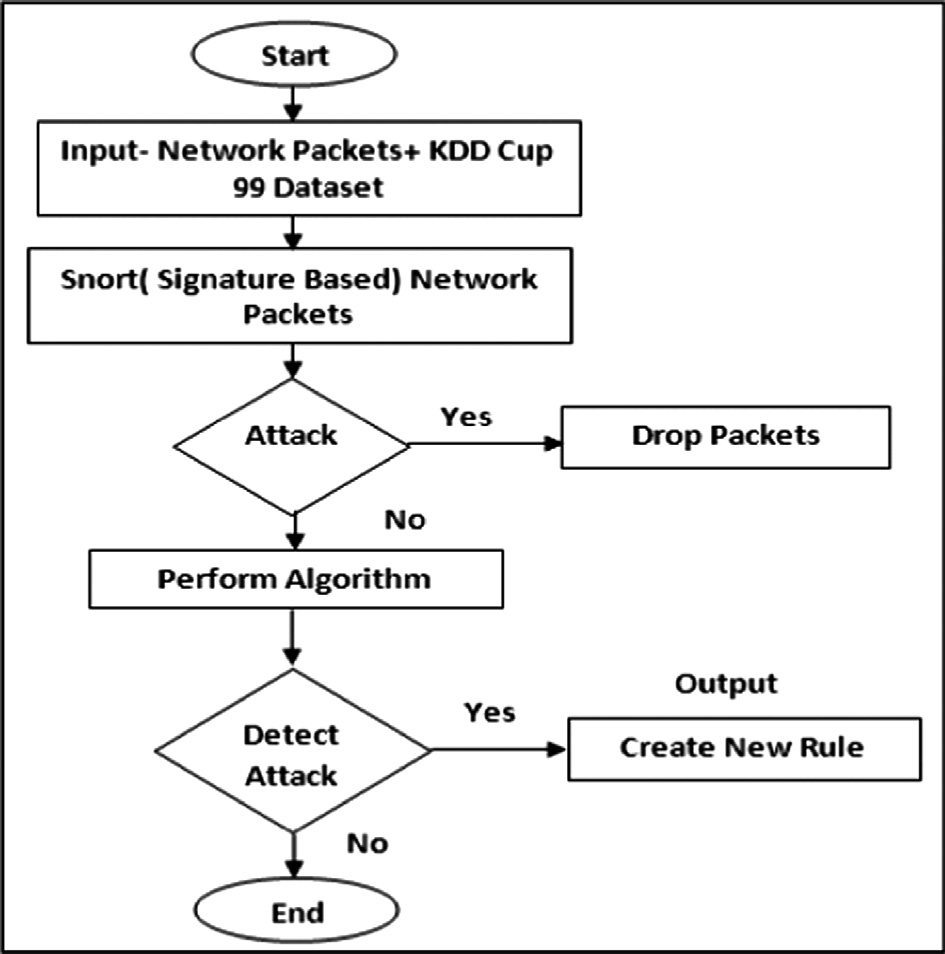 Start
Input- Network Packets+ KDD Cup
99 Dataset
Snort( Signature Based) Network
Packets
Attack
Yes
Drop Packets
No
Perform Algorithm
Detect
Attack
Yes
Output
Create New Rule
No
End